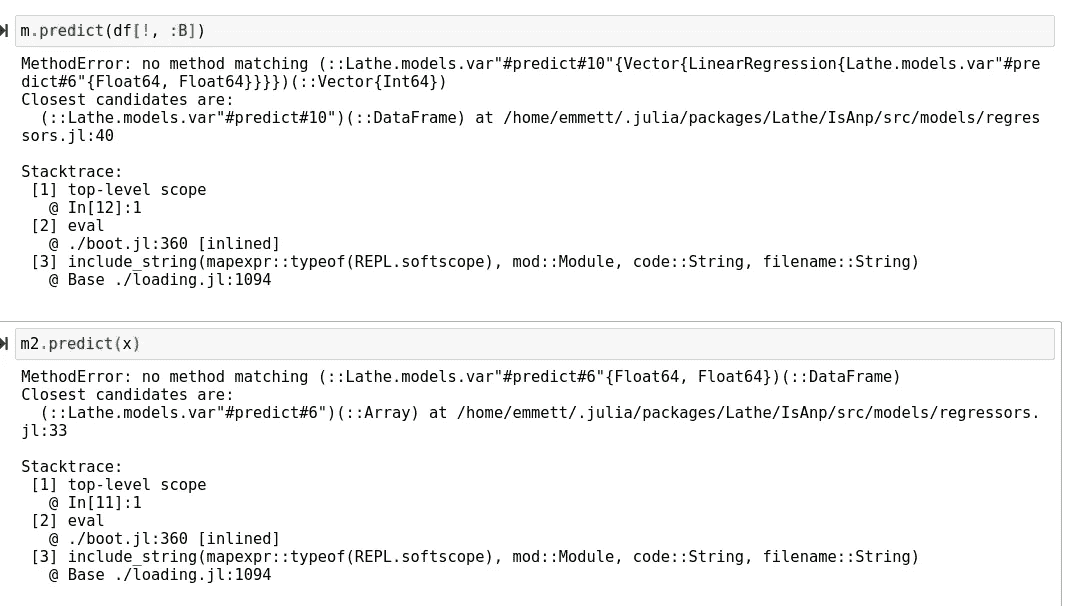 m.predict(df[!, :B])
MethodError: no method matching (::Lathe.models.var"#predict#10"{Vector{LinearRegression{Lathe.models.var"#pre
dict#6"{Float64, Float64}}}})(::Vector{Int64})
Closest candidates are:
  (::Lathe.models.var"#predict#10")(::DataFrame) at /home/emmett/.julia/packages/Lathe/IsAnp/src/models/regres
sors.jl:40

Stacktrace:
 [1] top-level scope
   @ In[12]:1
 [2] eval
   @ ./boot.jl:360 [inlined]
 [3] include_string(mapexpr::typeof(REPL.softscope), mod::Module, code::String, filename::String)
   @ Base ./loading.jl:1094
m2.predict(x)
MethodError: no method matching (::Lathe.models.var"#predict#6"{Float64, Float64})(::DataFrame)
Closest candidates are:
  (::Lathe.models.var"#predict#6")(::Array) at /home/emmett/.julia/packages/Lathe/IsAnp/src/models/regressors.
jl:33

Stacktrace:
 [1] top-level scope
   @ In[11]:1
 [2] eval
   @ ./boot.jl:360 [inlined]
 [3] include_string(mapexpr::typeof(REPL.softscope), mod::Module, code::String, filename::String)
   @ Base ./loading.jl:1094